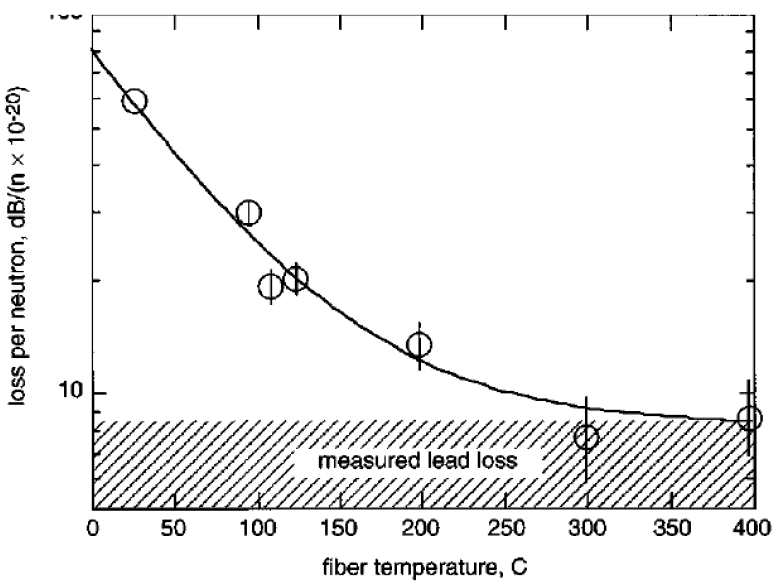 loss per neutron, dB/(n × 10-20)
10
measured lead loss
0 50 100 150 200 250 300 350 400
fiber temperature, C